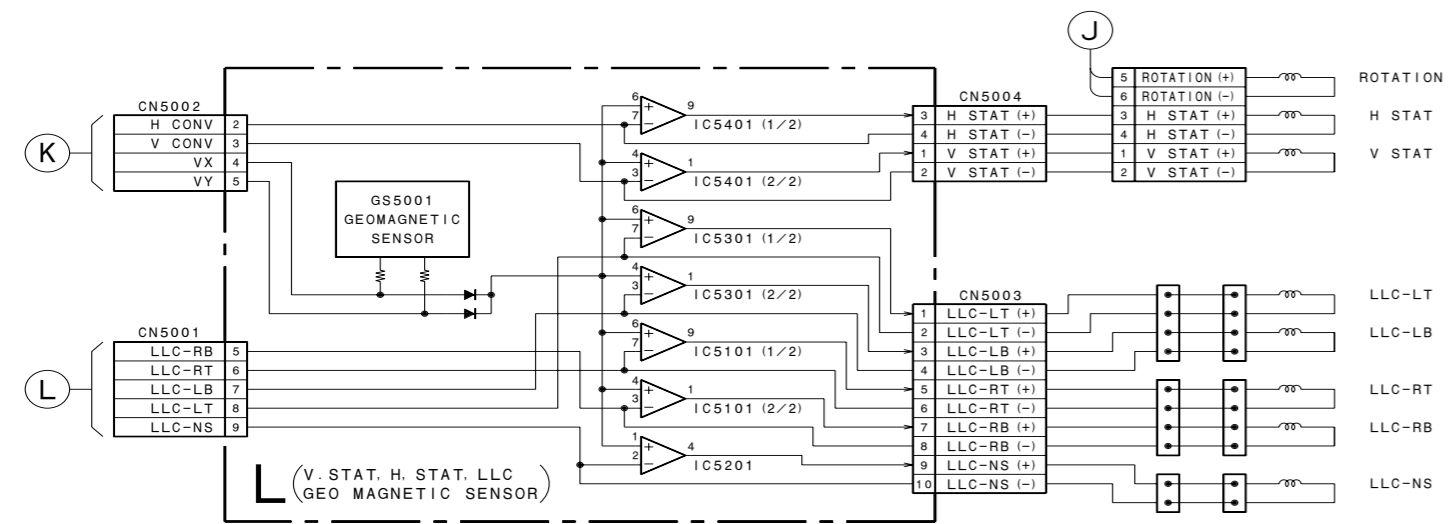 J
5 ROTATION (+) ROTATION
6 ROTATION (-)
CN5002
K
H CONV 2
V CONV 3
VX 4
VY 5
6 + 9
7 −
IC5401 (1/2)
4 + 1
3 −
IC5401 (2/2)
CN5004
3 H STAT (+)
4 H STAT (-)
1 V STAT (+)
2 V STAT (-)
3 H STAT (+) H STAT
4 H STAT (-)
1 V STAT (+) V STAT
2 V STAT (-)
GS5001
GEOMAGNETIC
SENSOR
6 + 9
7 −
IC5301 (1/2)
4 + 1
3 −
IC5301 (2/2)
6 + 9
7 −
IC5101 (1/2)
4 + 1
3 −
IC5101 (2/2)
1 + 4
2 −
IC5201
CN5001
L
LLC-RB 5
LLC-RT 6
LLC-LB 7
LLC-LT 8
LLC-NS 9
CN5003
1 LLC-LT (+) LLC-LT
2 LLC-LT (-)
3 LLC-LB (+) LLC-LB
4 LLC-LB (-)
5 LLC-RT (+) LLC-RT
6 LLC-RT (-)
7 LLC-RB (+) LLC-RB
8 LLC-RB (-)
9 LLC-NS (+) LLC-NS
10 LLC-NS (-)
L
(V.STAT, H, STAT, LLC
GEO MAGNETIC SENSOR)